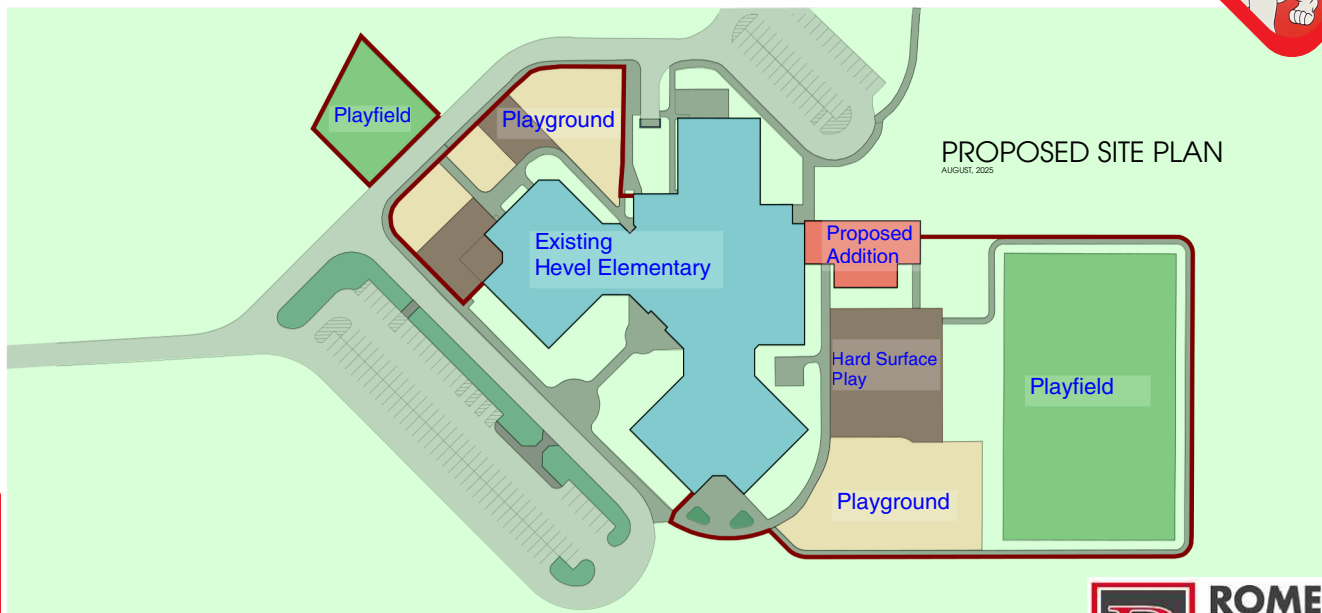 Playfield
Playground
PROPOSED SITE PLAN
AUGUST, 2025
Existing
Hevel Elementary
Proposed
Addition
Hard Surface
Play
Playfield
Playground
ROME